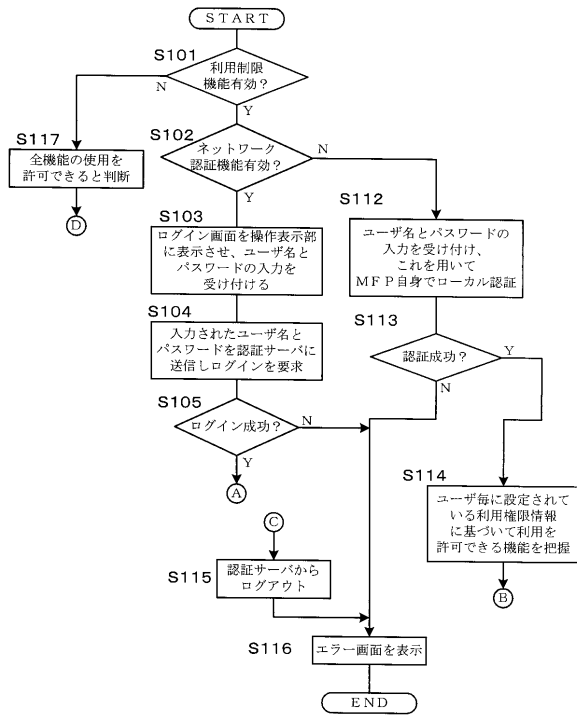 ＳＴＡＲＴ
S101
利用制限
機能有効？
N
Y
S117
全機能の使用を
許可できると判断
D
S102
ネットワーク
認証機能有効？
N
Y
S103
ログイン画面を操作表示部
に表示させ、ユーザ名と
パスワードの入力を
受け付ける
S104
入力されたユーザ名と
パスワードを認証サーバに
送信しログインを要求
S105
ログイン成功？
N
Y
A
S112
ユーザ名とパスワードの
入力を受け付け、
これを用いて
ＭＦＰ自身でローカル認証
S113
認証成功？
Y
N
S114
ユーザ毎に設定されて
いる利用権限情報
に基づいて利用を
許可できる機能を把握
B
C
S115
認証サーバから
ログアウト
S116
エラー画面を表示
ＥＮＤ